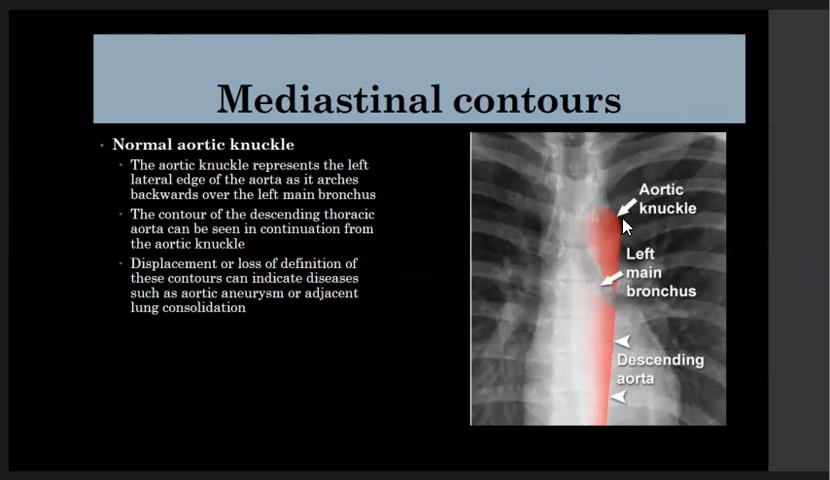 Mediastinal contours
Normal aortic knuckle
The aortic knuckle represents the left
lateral edge of the aorta as it arches
backwards over the left main bronchus
The contour of the descending thoracic
aorta can be seen in continuation from
the aortic knuckle
Displacement or loss of definition of
these contours can indicate diseases
such as aortic aneurysm or adjacent
lung consolidation
Aortic
knuckle
Left
main
bronchus
Descending
aorta